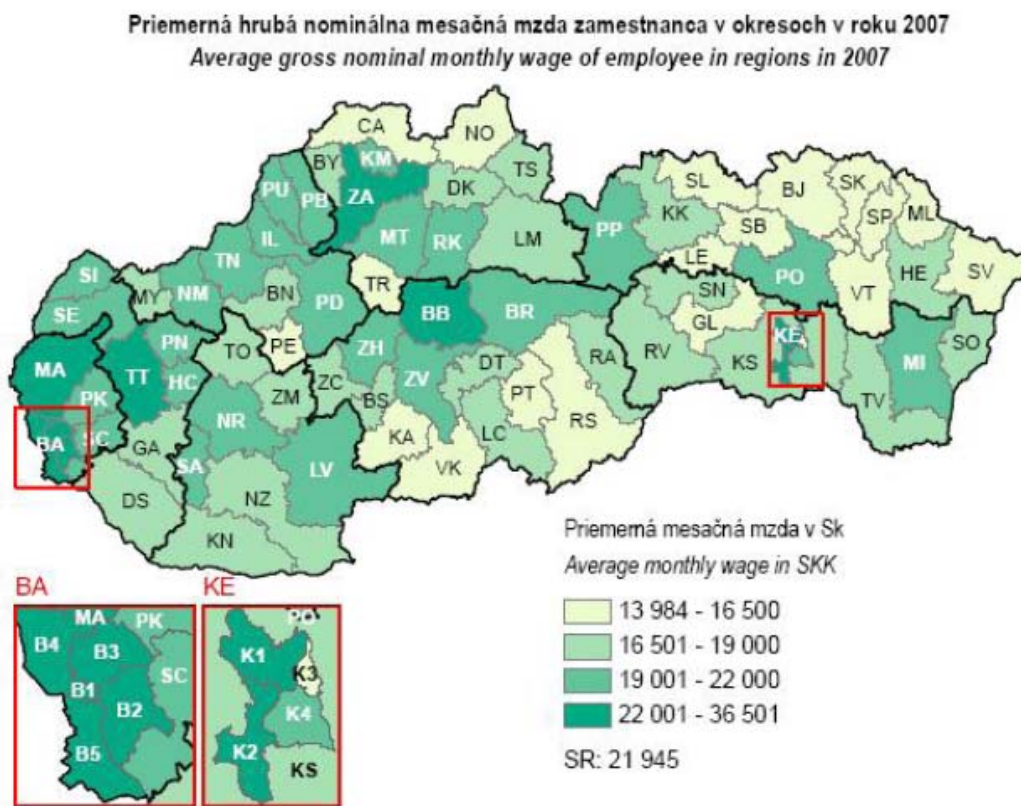 Priemerná hrubá nominálna mesačná mzda zamestnanca v okresoch v roku 2007
Average gross nominal monthly wage of employee in regions in 2007
CA
NO
BY
KM
TS
PU
PB
ZA
DK
SL
BJ
SK
SP
ML
IL
MT
RK
LM
PP
KK
SB
TN
LE
PO
HE
SV
SI
MY
NM
BN
PD
TR
VT
SE
BB
BR
SN
GL
KE
PN
PE
ZH
RV
KS
MI
SO
MA
TT
TO
DT
RA
HC
ZC
ZV
TV
PK
ZM
BS
PT
BA
SC
NR
KA
LC
RS
GA
SA
LV
VK
DS
NZ
KN
Priemerná mesačná mzda v Sk
Average monthly wage in SKK
13 984 - 16 500
16 501 - 19 000
19 001 - 22 000
22 001 - 36 501
SR: 21 945
BA
MA
PK
B4
B3
SC
B1
B2
B5
KE
PO
K1
K3
K4
K2
KS